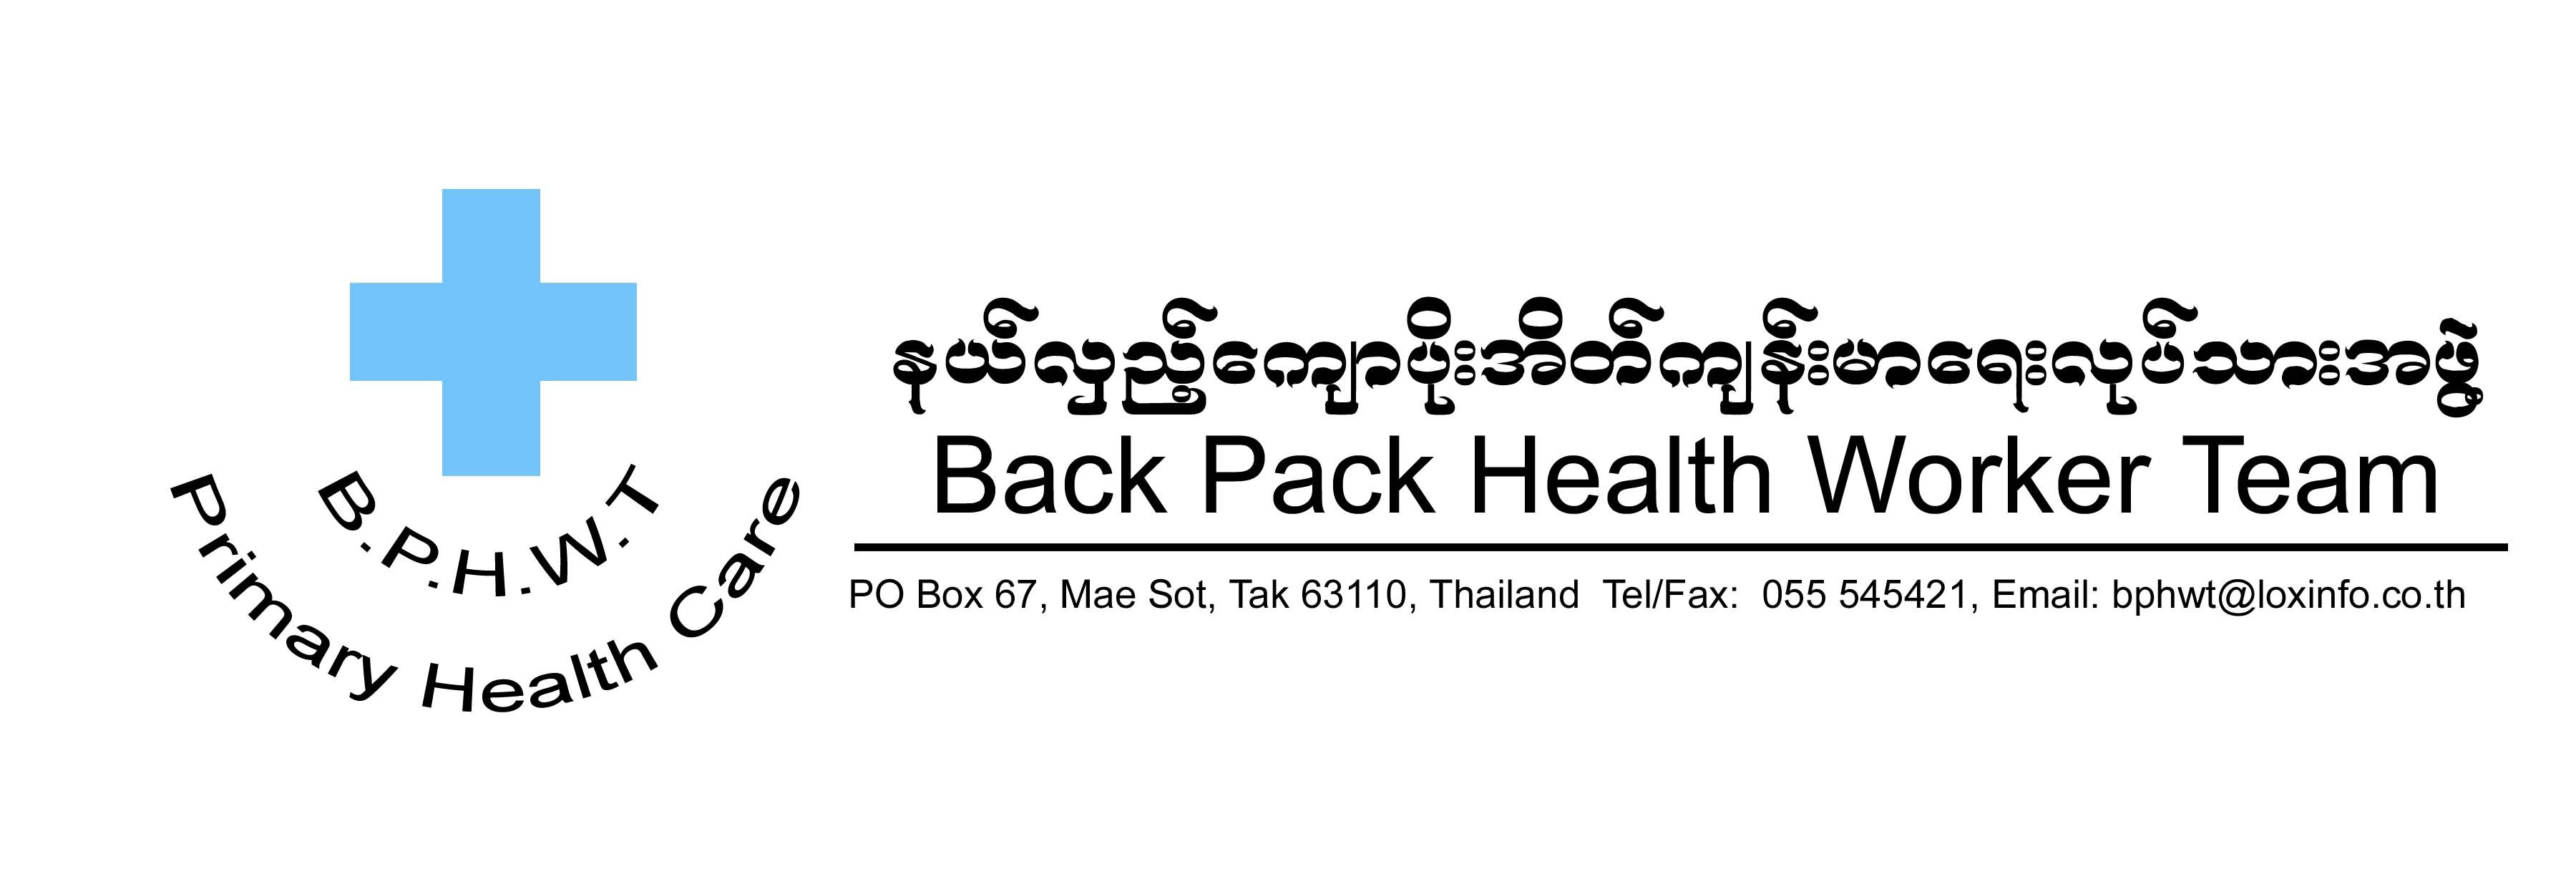 B.P.H.W.T
Primary Health Care
နယ်လှည့်ကျောပိုးအိတ်ကျန်းမာရေးလုပ်သားအဖွဲ့
Back Pack Health Worker Team
PO Box 67, Mae Sot, Tak 63110, Thailand  Tel/Fax:  055 545421, Email: bphwt@loxinfo.co.th